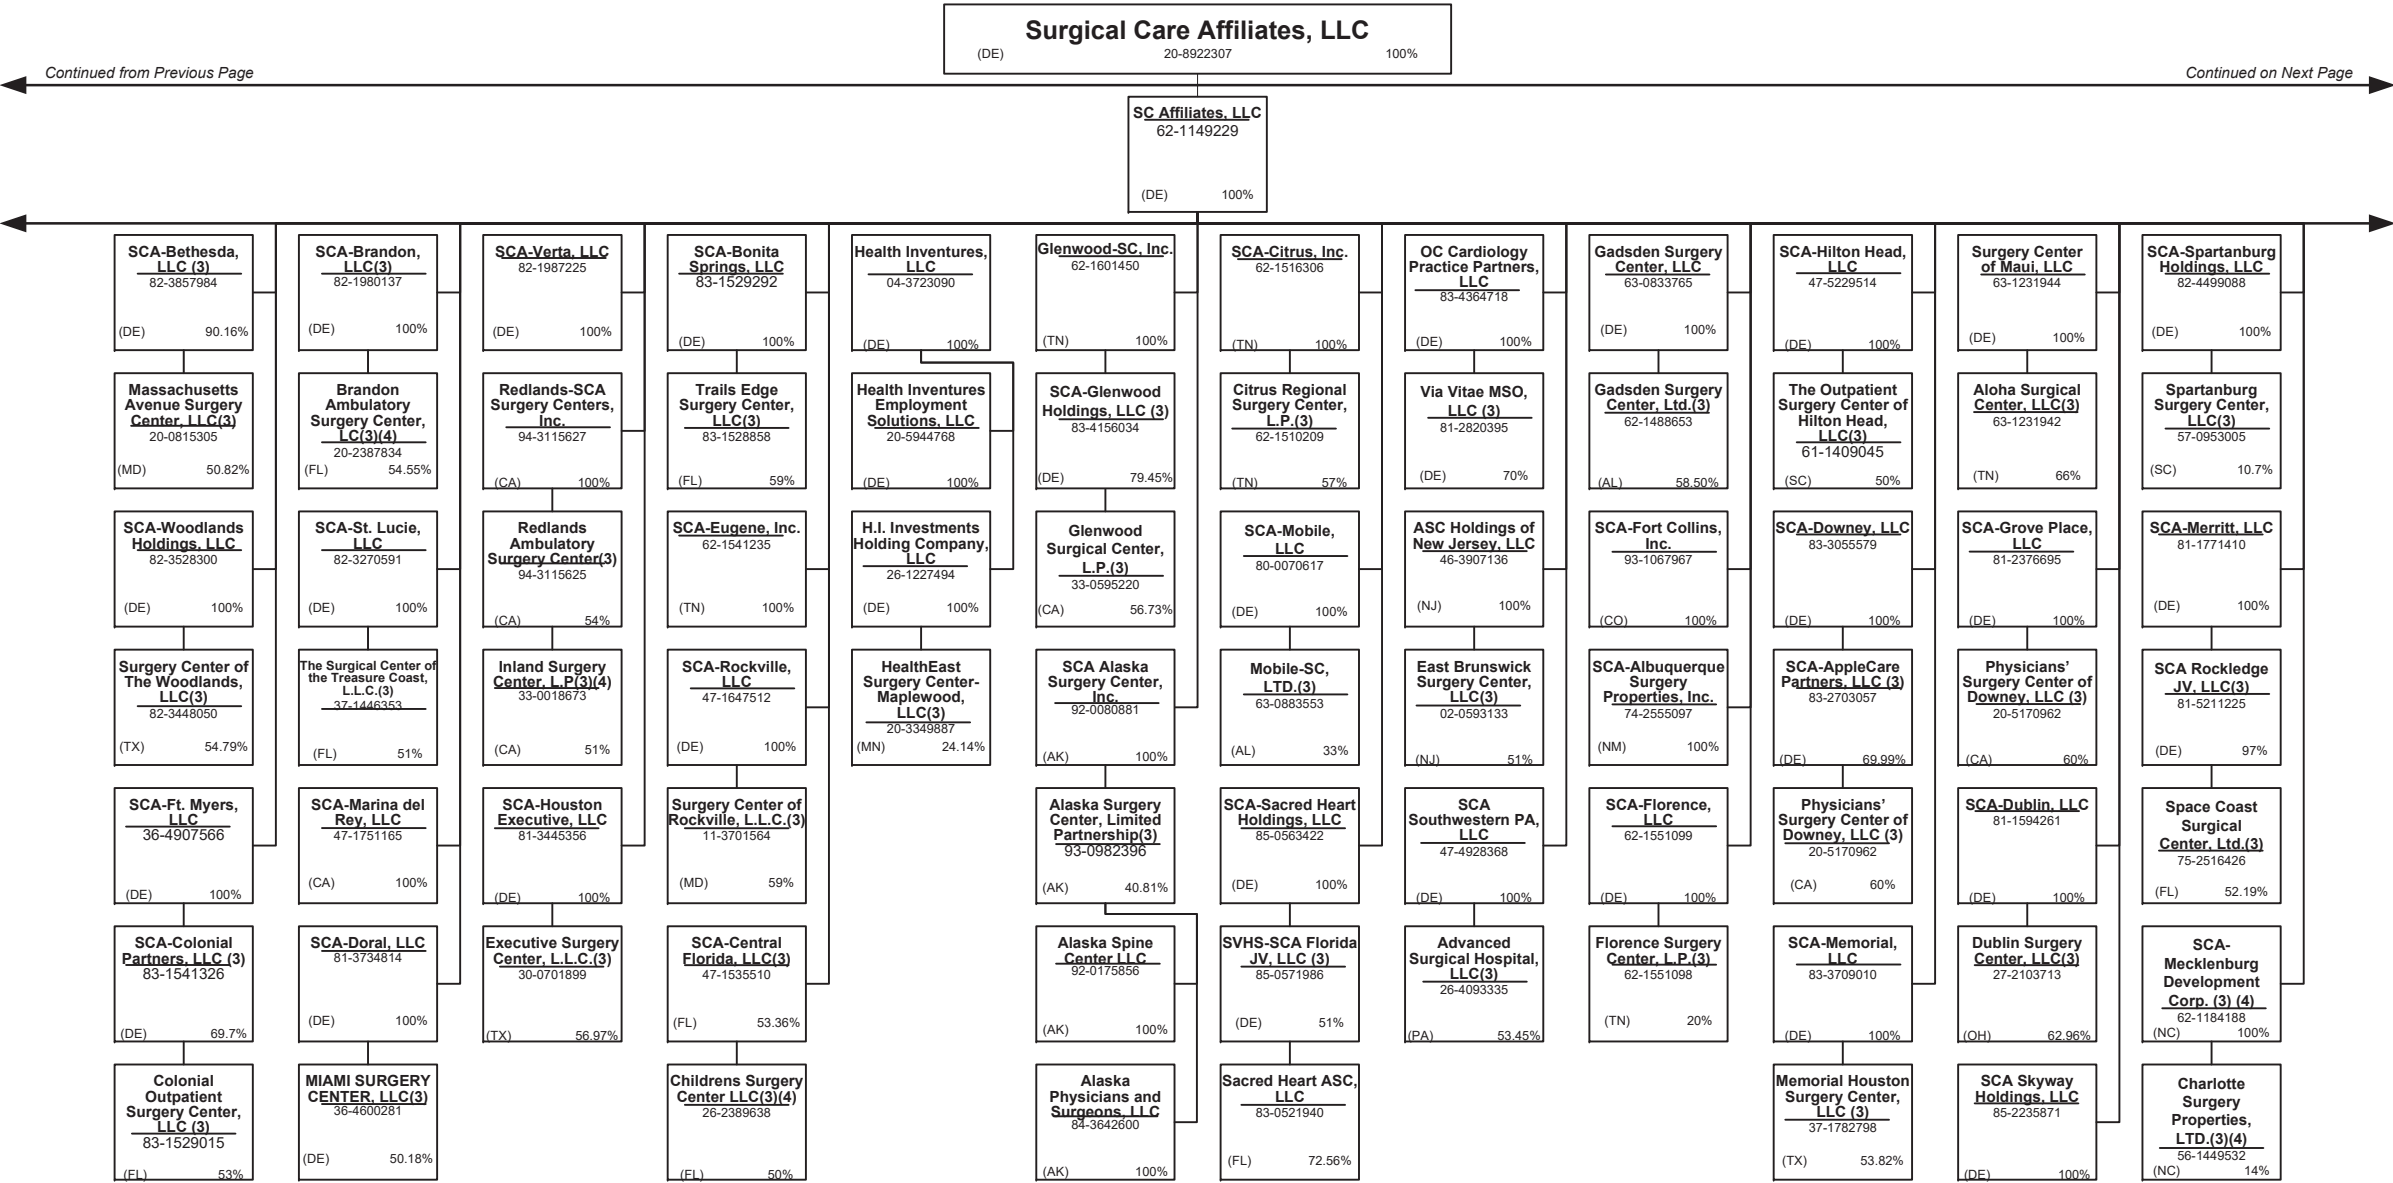 Surgical Care Affiliates, LLC
(DE) 20-8922307 100%
Continued from Previous Page
Continued on Next Page
SC Affiliates, LLC
62-1149229
(DE) 100%
SCA-Bethesda,
LLC (3)
82-3857984
(DE) 90.16%
Massachusetts
Avenue Surgery
Center, LLC(3)
20-0815305
(MD) 50.82%
SCA-Woodlands
Holdings, LLC
82-3528300
(DE) 100%
Surgery Center of
The Woodlands,
LLC(3)
82-3448050
(TX) 54.79%
SCA-Ft. Myers,
LLC
36-4907566
(DE) 100%
SCA-Colonial
Partners, LLC (3)
83-1541326
(DE) 69.7%
Colonial
Outpatient
Surgery Center,
LLC (3)
83-1529015
(FL) 53%
SCA-Brandon,
LLC(3)
82-1980137
(DE) 100%
Brandon
Ambulatory
Surgery Center,
LC(3)(4)
20-2387834
(FL) 54.55%
SCA-St. Lucie,
LLC
82-3270591
(DE) 100%
The Surgical Center of
the Treasure Coast,
L.L.C.(3)
37-1446353
(FL) 51%
SCA-Marina del
Rey, LLC
47-1751165
(CA) 100%
SCA-Doral, LLC
81-3734814
(DE) 100%
MIAMI SURGERY
CENTER, LLC(3)
36-4600281
(DE) 50.18%
SCA-Verta, LLC
82-1987225
(DE) 100%
Redlands-SCA
Surgery Centers,
Inc.
94-3115627
(CA) 100%
Redlands
Ambulatory
Surgery Center(3)
94-3115625
(CA) 54%
Inland Surgery
Center, L.P(3)(4)
33-0018673
(CA) 51%
SCA-Houston
Executive, LLC
81-3445356
(DE) 100%
Executive Surgery
Center, L.L.C.(3)
30-0701899
(TX) 56.97%
SCA-Bonita
Springs, LLC
83-1529292
(DE) 100%
Trails Edge
Surgery Center,
LLC(3)
83-1528858
(FL) 59%
SCA-Eugene, Inc.
62-1541235
(TN) 100%
SCA-Rockville,
LLC
47-1647512
(DE) 100%
Surgery Center of
Rockville, L.L.C.(3)
11-3701564
(MD) 59%
SCA-Central
Florida, LLC(3)
47-1535510
(FL) 53.36%
Childrens Surgery
Center LLC(3)(4)
26-2389638
(FL) 50%
Health Inventures,
LLC
04-3723090
(DE) 100%
Health Inventures
Employment
Solutions, LLC
20-5944768
(DE) 100%
H.I. Investments
Holding Company,
LLC
26-1227494
(DE) 100%
HealthEast
Surgery Center-
Maplewood,
LLC(3)
20-3349887
(MN) 24.14%
Glenwood-SC, Inc.
62-1601450
(TN) 100%
SCA-Glenwood
Holdings, LLC (3)
83-4156034
(DE) 79.45%
Glenwood
Surgical Center,
L.P.(3)
33-0595220
(CA) 56.73%
SCA Alaska
Surgery Center,
Inc.
92-0080881
(AK) 100%
Alaska Surgery
Center, Limited
Partnership(3)
93-0982396
(AK) 40.81%
Alaska Spine
Center LLC
92-0175856
(AK) 100%
Alaska
Physicians and
Surgeons, LLC
84-3642600
(AK) 100%
SCA-Citrus, Inc.
62-1516306
(TN) 100%
Citrus Regional
Surgery Center,
L.P.(3)
62-1510209
(TN) 57%
SCA-Mobile,
LLC
80-0070617
(DE) 100%
Mobile-SC,
LTD.(3)
63-0883553
(AL) 33%
SCA-Sacred Heart
Holdings, LLC
85-0563422
(DE) 100%
SVHS-SCA Florida
JV, LLC (3)
85-0571986
(DE) 51%
Sacred Heart ASC,
LLC
83-0521940
(FL) 72.56%
OC Cardiology
Practice Partners,
LLC
83-4364718
(DE) 100%
Via Vitae MSO,
LLC (3)
81-2820395
(DE) 70%
ASC Holdings of
New Jersey, LLC
46-3907136
(NJ) 100%
East Brunswick
Surgery Center,
LLC(3)
02-0593133
(NJ) 51%
SCA
Southwestern PA,
LLC
47-4928368
(DE) 100%
Advanced
Surgical Hospital,
LLC(3)
26-4093335
(PA) 53.45%
Gadsden Surgery
Center, LLC
63-0833765
(DE) 100%
Gadsden Surgery
Center, Ltd.(3)
62-1488653
(AL) 58.50%
SCA-Fort Collins,
Inc.
93-1067967
(CO) 100%
SCA-Albuquerque
Surgery
Properties, Inc.
74-2555097
(NM) 100%
SCA-Florence,
LLC
62-1551099
(DE) 100%
Florence Surgery
Center, L.P.(3)
62-1551098
(TN) 20%
SCA-Hilton Head,
LLC
47-5229514
(DE) 100%
The Outpatient
Surgery Center of
Hilton Head,
LLC(3)
61-1409045
(SC) 50%
SCA-Downey, LLC
83-3055579
(DE) 100%
SCA-AppleCare
Partners, LLC (3)
83-2703057
(DE) 69.99%
Physicians’
Surgery Center of
Downey, LLC (3)
20-5170962
(CA) 60%
SCA-Memorial,
LLC
83-3709010
(DE) 100%
Memorial Houston
Surgery Center,
LLC (3)
37-1782798
(TX) 53.82%
Surgery Center
of Maui, LLC
63-1231944
(DE) 100%
Aloha Surgical
Center, LLC(3)
63-1231942
(TN) 66%
SCA-Grove Place,
LLC
81-2376695
(DE) 100%
Physicians’
Surgery Center of
Downey, LLC (3)
20-5170962
(CA) 60%
SCA-Dublin, LLC
81-1594261
(DE) 100%
Dublin Surgery
Center, LLC(3)
27-2103713
(OH) 62.96%
SCA Skyway
Holdings, LLC
85-2235871
(DE) 100%
SCA-Spartanburg
Holdings, LLC
82-4499088
(DE) 100%
Spartanburg
Surgery Center,
LLC(3)
57-0953005
(SC) 10.7%
SCA-Merritt, LLC
81-1771410
(DE) 100%
SCA Rockledge
JV, LLC(3)
81-5211225
(DE) 97%
Space Coast
Surgical
Center, Ltd.(3)
75-2516426
(FL) 52.19%
SCA-
Mecklenburg
Development
Corp. (3) (4)
62-1184188
(NC) 100%
Charlotte
Surgery
Properties,
LTD.(3)(4)
56-1449532
(NC) 14%